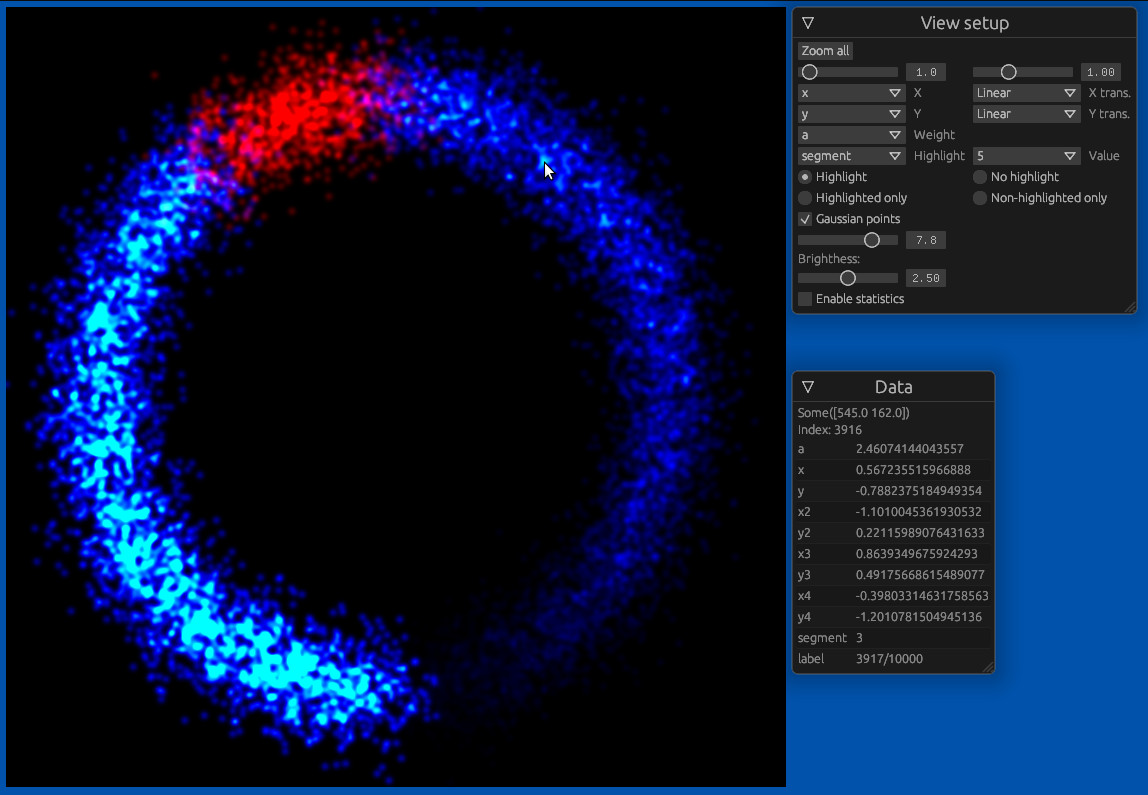 View setup
Zoom all
1.0 1.00
x X Linear X trans.
y Y Linear Y trans.
a Weight
segment Highlight 5 Value
Highlight No highlight
Highlighted only Non-highlighted only
Gaussian points
7.8
Brightness:
2.50
Enable statistics
Data
Some([545.0 162.0])
Index: 3916
a 2.46074144043557
x 0.567235515966888
y -0.7882375184949354
x2 -1.1010045361930532
y2 0.22115989076431633
x3 0.8639349675924293
y3 0.49175668615489077
x4 -0.39803314631758563
y4 -1.2010781504945136
segment 3
label 3917/10000